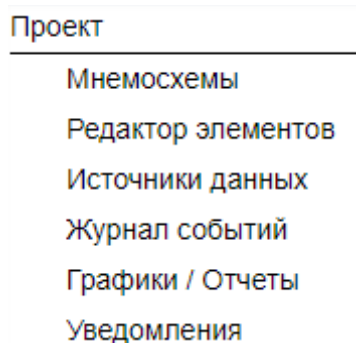 Проект
Мнемосхемы
Редактор элементов
Источники данных
Журнал событий
Графики / Отчеты
Уведомления